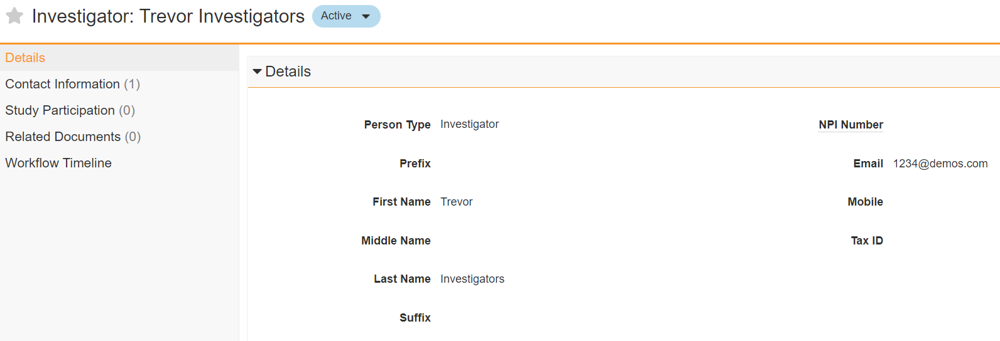 Investigator: Trevor Investigators Active
Details
Contact Information (1)
Study Participation (0)
Related Documents (0)
Workflow Timeline
Details
Person Type Investigator
Prefix
First Name Trevor
Middle Name
Last Name Investigators
Suffix
NPI Number
Email 1234@demos.com
Mobile
Tax ID